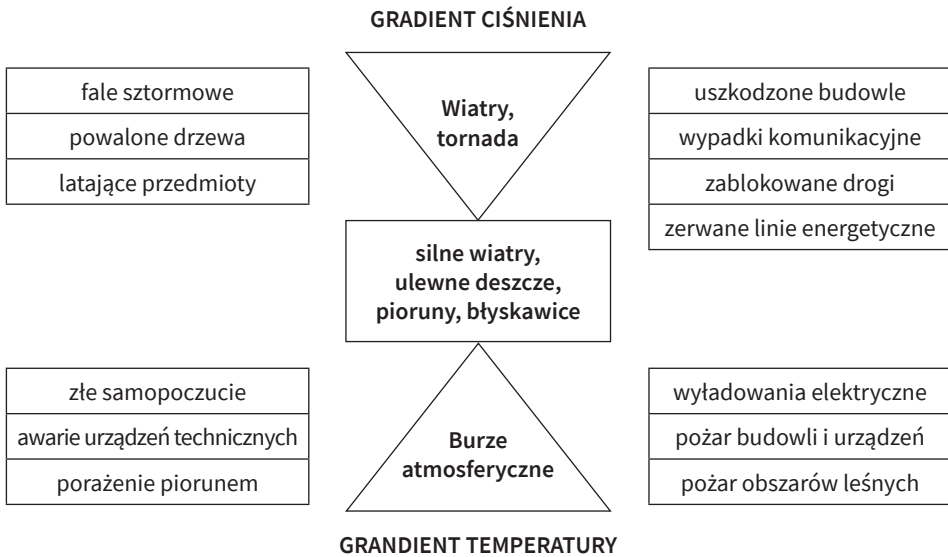 GRADIENT CIŚNIENIA
fale sztormowe
powalone drzewa
latające przedmioty
Wiatry,
tornada
uszkodzone budowle
wypadki komunikacyjne
zablokowane drogi
zerwane linie energetyczne
silne wiatry,
ulewne deszcze,
pioruny, błyskawice
złe samopoczucie
awarie urządzeń technicznych
porażenie piorunem
Burze
atmosferyczne
wyładowania elektryczne
pożar budowli i urządzeń
pożar obszarów leśnych
GRANDIENT TEMPERATURY